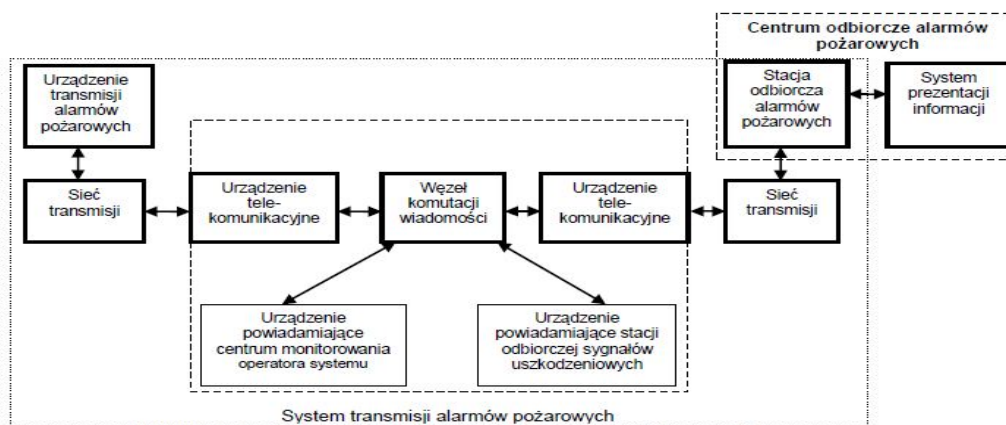 Centrum odbiorcze alarmów
pożarowych
Urządzenie
transmisji
alarmów
pożarowych
Stacja
odbiorcza
alarmów
pożarowych
System
prezentacji
informacji
Sieć
transmisji
Urządzenie
tele-
komunikacyjne
Węzeł
komutacji
wiadomości
Urządzenie
tele-
komunikacyjne
Sieć
transmisji
Urządzenie
powiadamiające
centrum monitorowania
operatora systemu
Urządzenie
powiadamiające stacji
odbiorczej sygnałów
uszkodzeniowych
System transmisji alarmów pożarowych